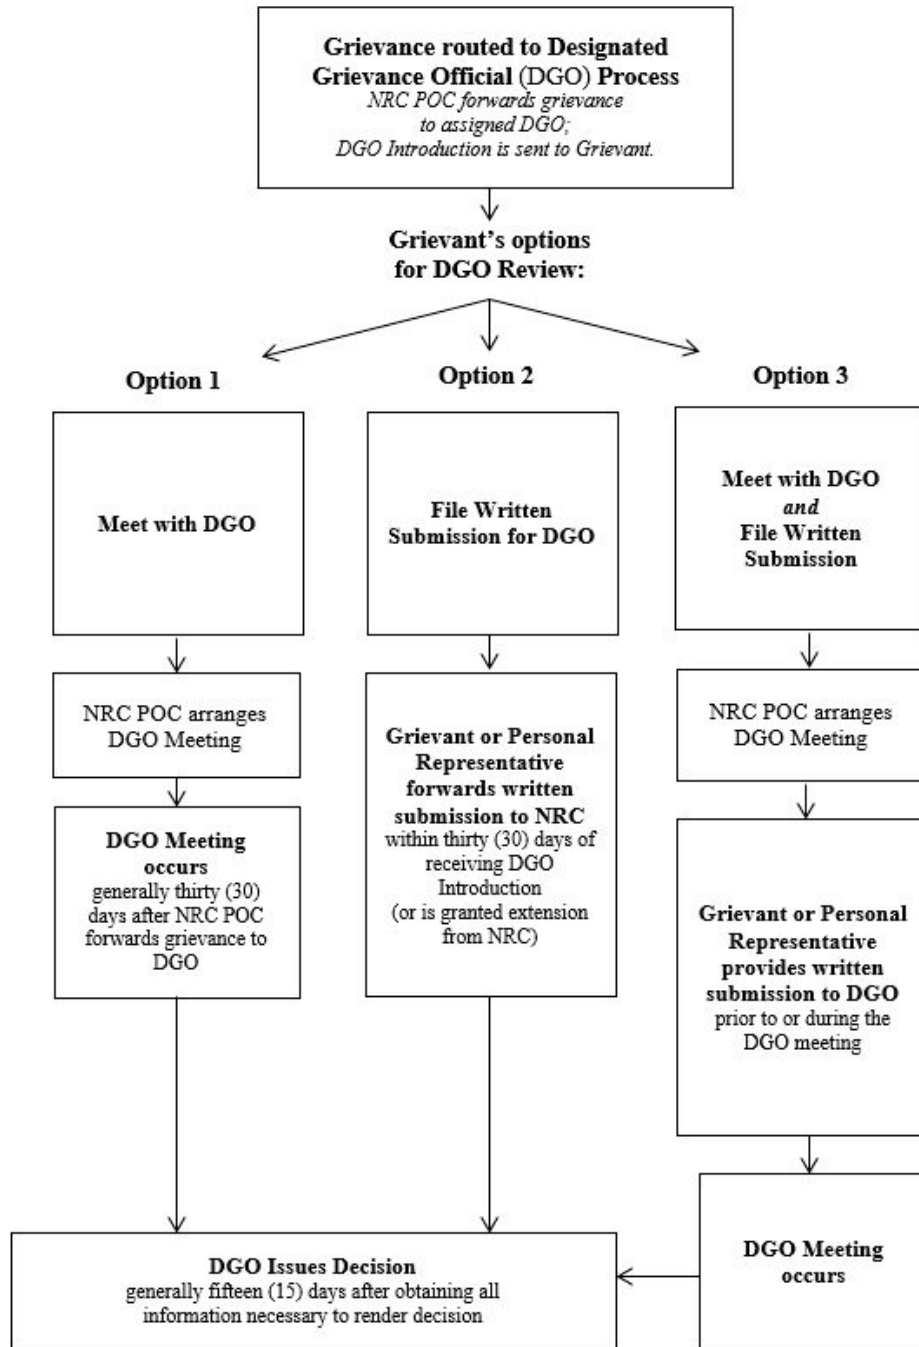 Grievance routed to Designated
Grievance Official (DGO) Process
NRC POC forwards grievance
to assigned DGO;
DGO Introduction is sent to Grievant.
Grievant's options
for DGO Review:
Option 1
Meet with DGO
NRC POC arranges
DGO Meeting
DGO Meeting
occurs
generally thirty (30)
days after NRC POC
forwards grievance to
DGO
Option 2
File Written
Submission for DGO
Grievant or Personal
Representative
forwards written
submission to NRC
within thirty (30) days of
receiving DGO
Introduction
(or is granted extension
from NRC)
Option 3
Meet with DGO
and
File Written
Submission
NRC POC arranges
DGO Meeting
Grievant or Personal
Representative
provides written
submission to DGO
prior to or during the
DGO meeting
DGO Meeting
occurs
DGO Issues Decision
generally fifteen (15) days after obtaining all
information necessary to render decision